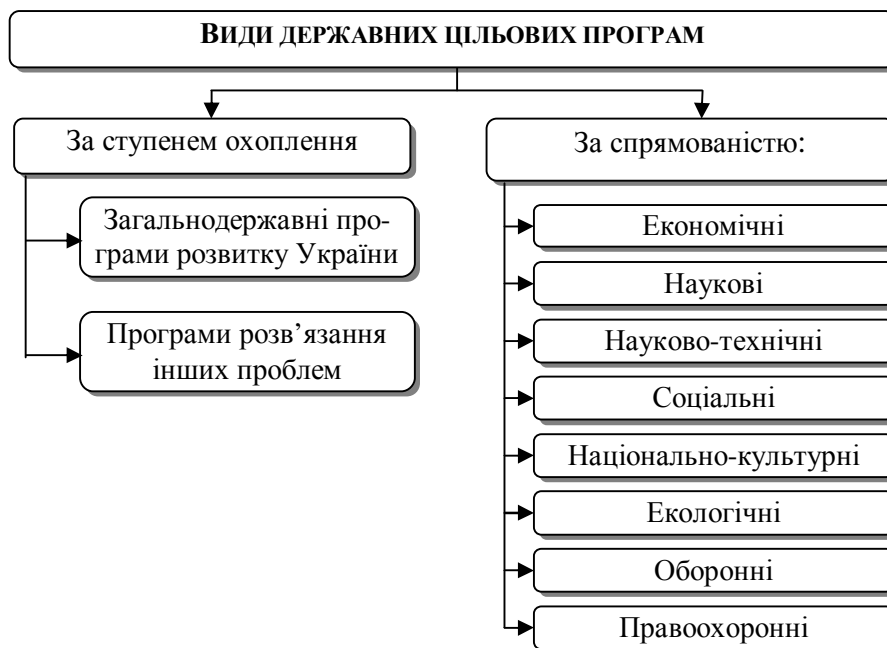 ВИДИ ДЕРЖАВНИХ ЦІЛЬОВИХ ПРОГРАМ
За ступенем охоплення
Загальнодержавні про-
грами розвитку України
Програми розв’язання
інших проблем
За спрямованістю:
Економічні
Наукові
Науково-технічні
Соціальні
Національно-культурні
Екологічні
Оборонні
Правоохоронні